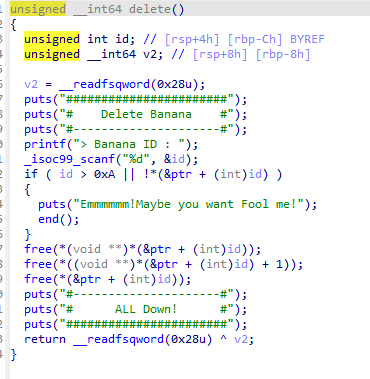 unsigned __int64 delete()
{
  unsigned int id; // [rsp+4h] [rbp-Ch] BYREF
  unsigned __int64 v2; // [rsp+8h] [rbp-8h]
  v2 = __readfsqword(0x28u);
  puts("#######################");
  puts("#    Delete Banana    #");
  puts("#---------------------#");
  printf("> Banana ID : ");
  _isoc99_scanf("%d", &id);
  if ( id > 0xA || !*(&ptr + (int)id) )
  {
    puts("Emmmmmm!Maybe you want Fool me!");
    end();
  }
  free(*(void **)*(&ptr + (int)id));
  free(*((void **)*(&ptr + (int)id) + 1));
  free(*(&ptr + (int)id));
  puts("#---------------------#");
  puts("#      ALL Down!      #");
  puts("#######################");
  return __readfsqword(0x28u) ^ v2;
}